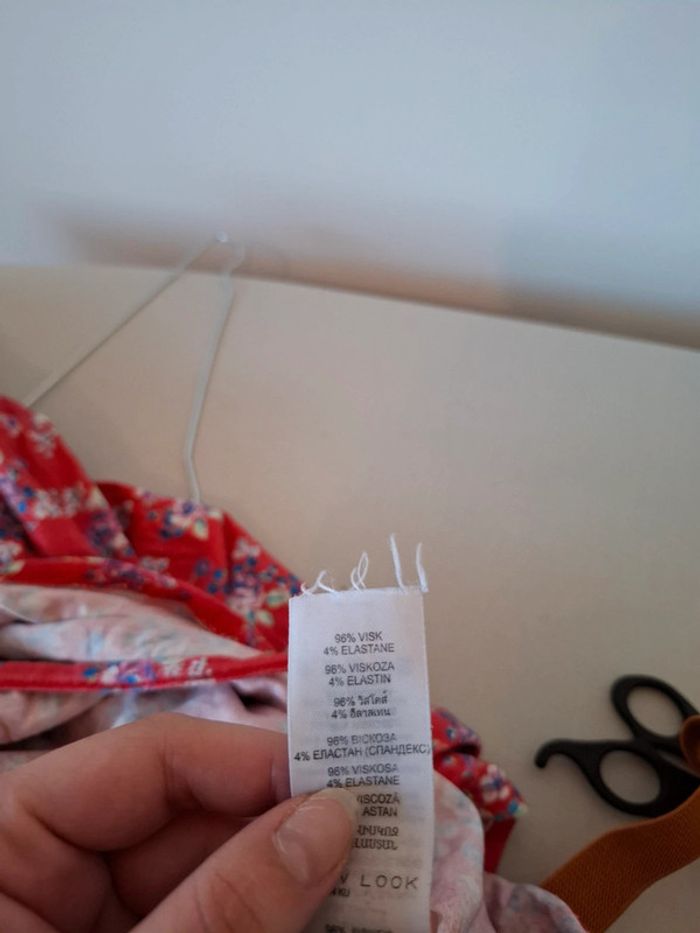 96% VISK
4% ELASTANE
96% VISKOZA
4% ELASTIN
96% วิสโคส์
4% อีลาสเทน
96% ВІСКОЗА
4% ЕЛАСТАН (СПАНДЕКС)
96% VISKOSA
4% ELASTANE
LOOK